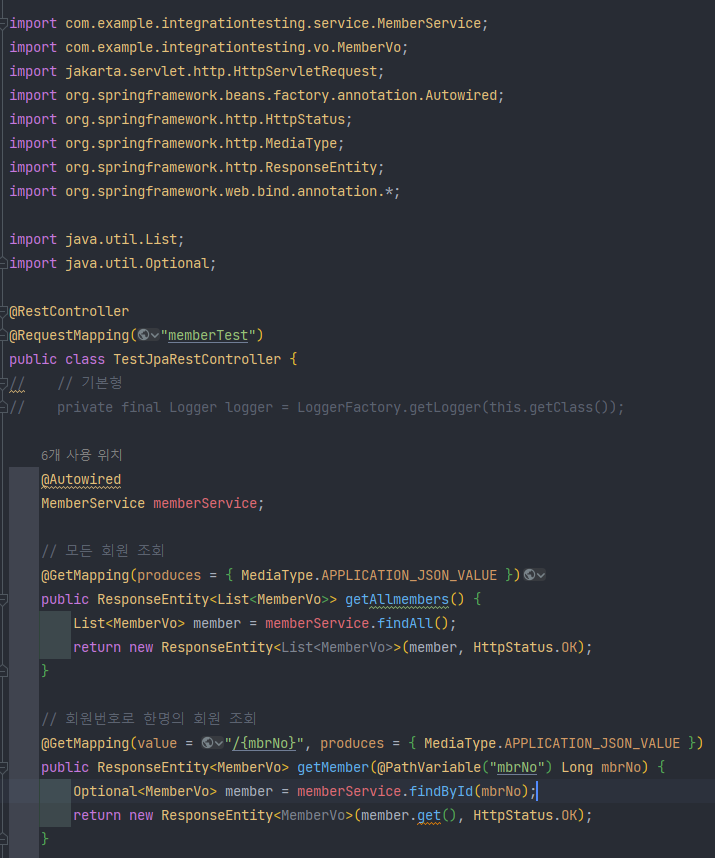 import com.example.integrationtesting.service.MemberService;
import com.example.integrationtesting.vo.MemberVo;
import jakarta.servlet.http.HttpServletRequest;
import org.springframework.beans.factory.annotation.Autowired;
import org.springframework.http.HttpStatus;
import org.springframework.http.MediaType;
import org.springframework.http.ResponseEntity;
import org.springframework.web.bind.annotation.*;

import java.util.List;
import java.util.Optional;

@RestController
@RequestMapping("memberTest")
public class TestJpaRestController {
//    // 기본형
//    private final Logger logger = LoggerFactory.getLogger(this.getClass());

    6개 사용 위치
    @Autowired
    MemberService memberService;

    // 모든 회원 조회
    @GetMapping(produces = { MediaType.APPLICATION_JSON_VALUE })
    public ResponseEntity<List<MemberVo>> getAllmembers() {
        List<MemberVo> member = memberService.findAll();
        return new ResponseEntity<List<MemberVo>>(member, HttpStatus.OK);
    }

    // 회원번호로 한명의 회원 조회
    @GetMapping(value = "/{mbrNo}", produces = { MediaType.APPLICATION_JSON_VALUE })
    public ResponseEntity<MemberVo> getMember(@PathVariable("mbrNo") Long mbrNo) {
        Optional<MemberVo> member = memberService.findById(mbrNo);
        return new ResponseEntity<MemberVo>(member.get(), HttpStatus.OK);
    }